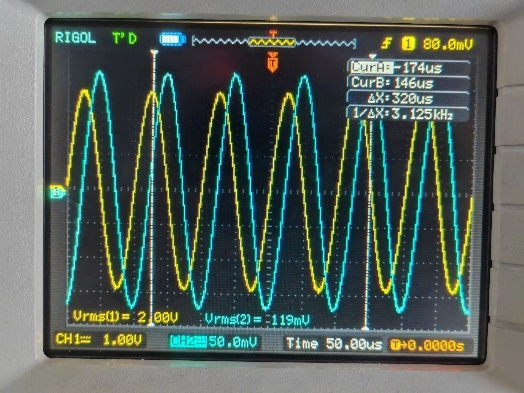 RIGOL T'D T 1 80.0mV
T
CurA: -174us
CurB: 146us
ΔX: 320us
1/ΔX: 3.125kHz
Vrms(1)= 2.00V Vrms(2)= 119mV
CH1 1.00V CH2 50.0mV Time 50.00us T→0.0000s